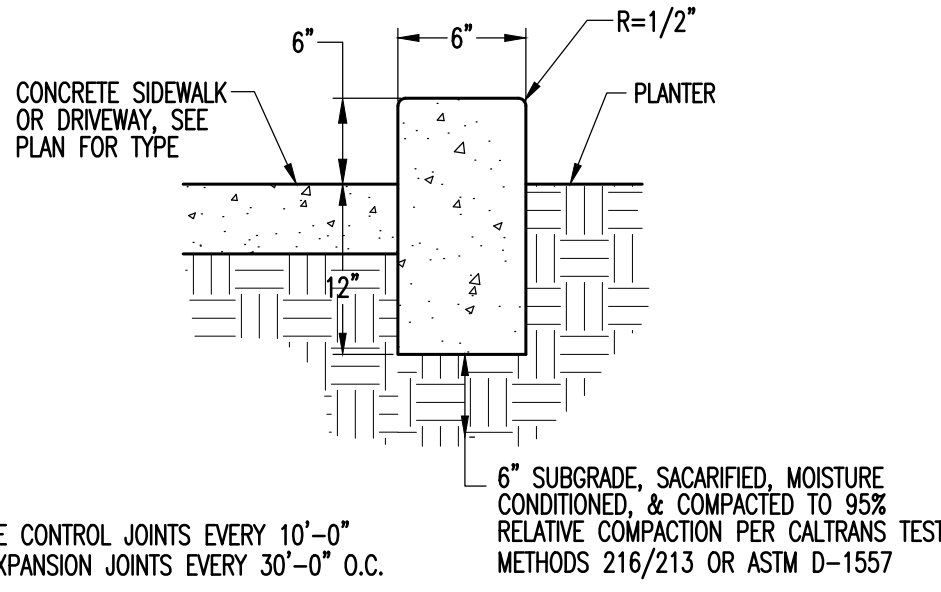 6"
6"
R=1/2"
CONCRETE SIDEWALK
OR DRIVEWAY, SEE
PLAN FOR TYPE
PLANTER
12"
6" SUBGRADE, SACARIFIED, MOISTURE
CONDITIONED, & COMPACTED TO 95%
RELATIVE COMPACTION PER CALTRANS TEST
METHODS 216/213 OR ASTM D-1557
CONTROL JOINTS EVERY 10'-0"
JOINTS EVERY 30'-0" O.C.